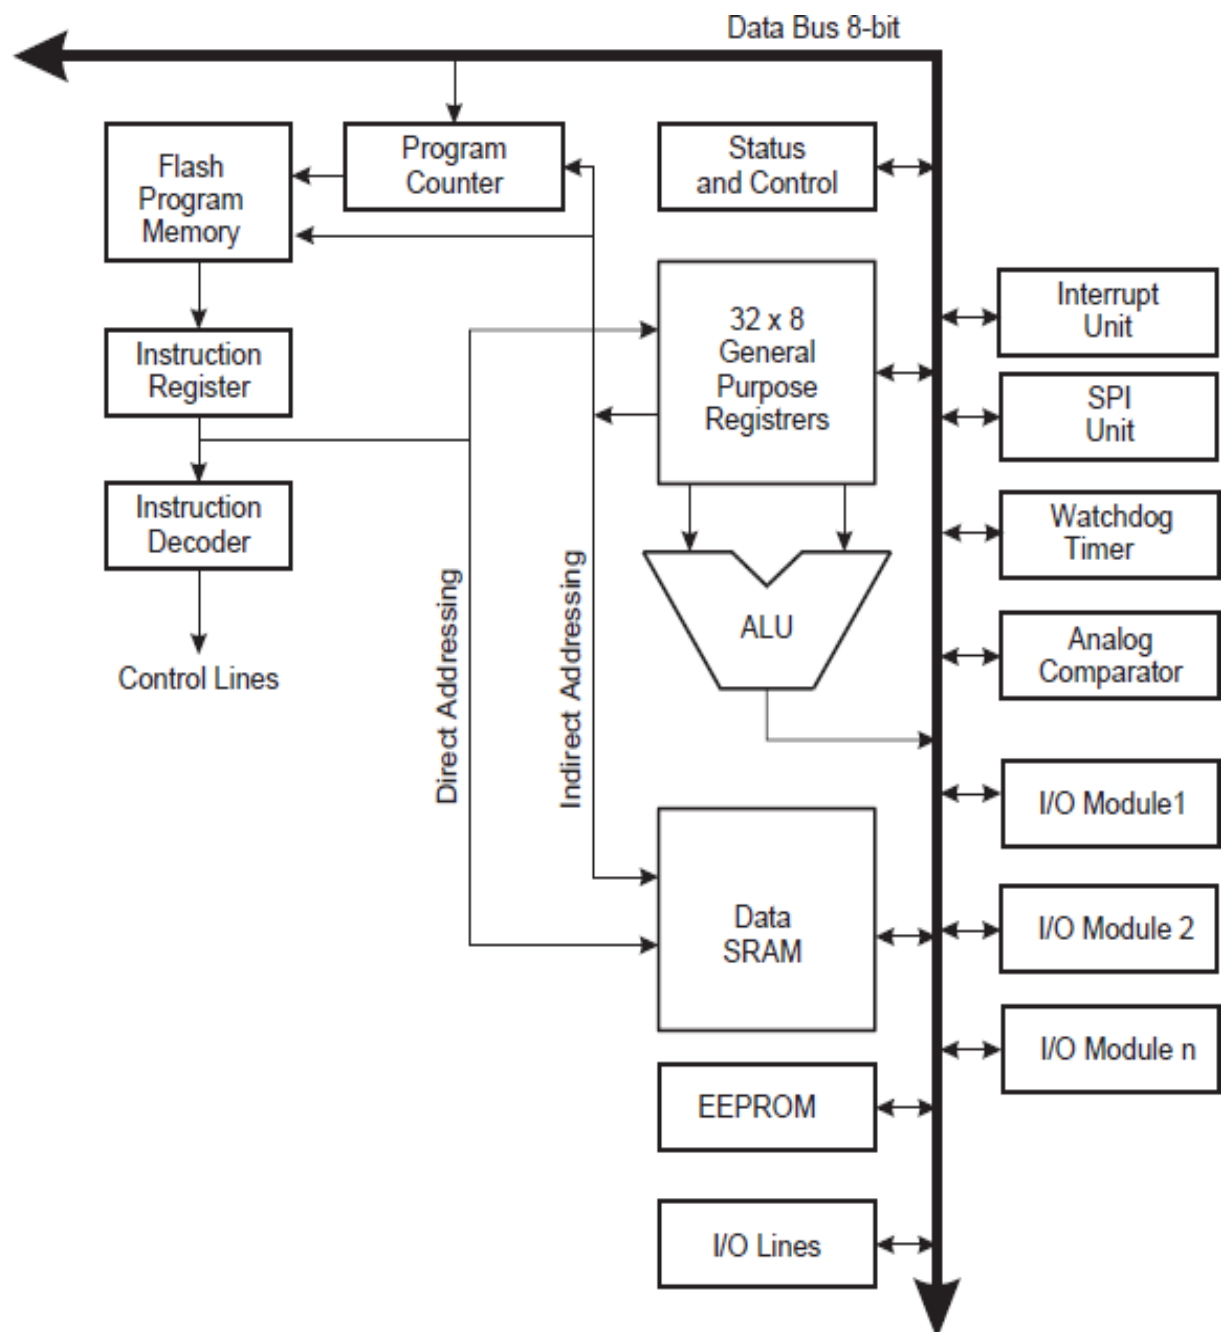 Data Bus 8-bit
Flash
Program
Memory
Program
Counter
Status
and Control
Interrupt
Unit
32 x 8
General
Purpose
Registrers
Instruction
Register
SPI
Unit
Instruction
Decoder
Watchdog
Timer
ALU
Analog
Comparator
Control Lines
Direct Addressing
Indirect Addressing
I/O Module1
Data
SRAM
I/O Module 2
I/O Module n
EEPROM
I/O Lines